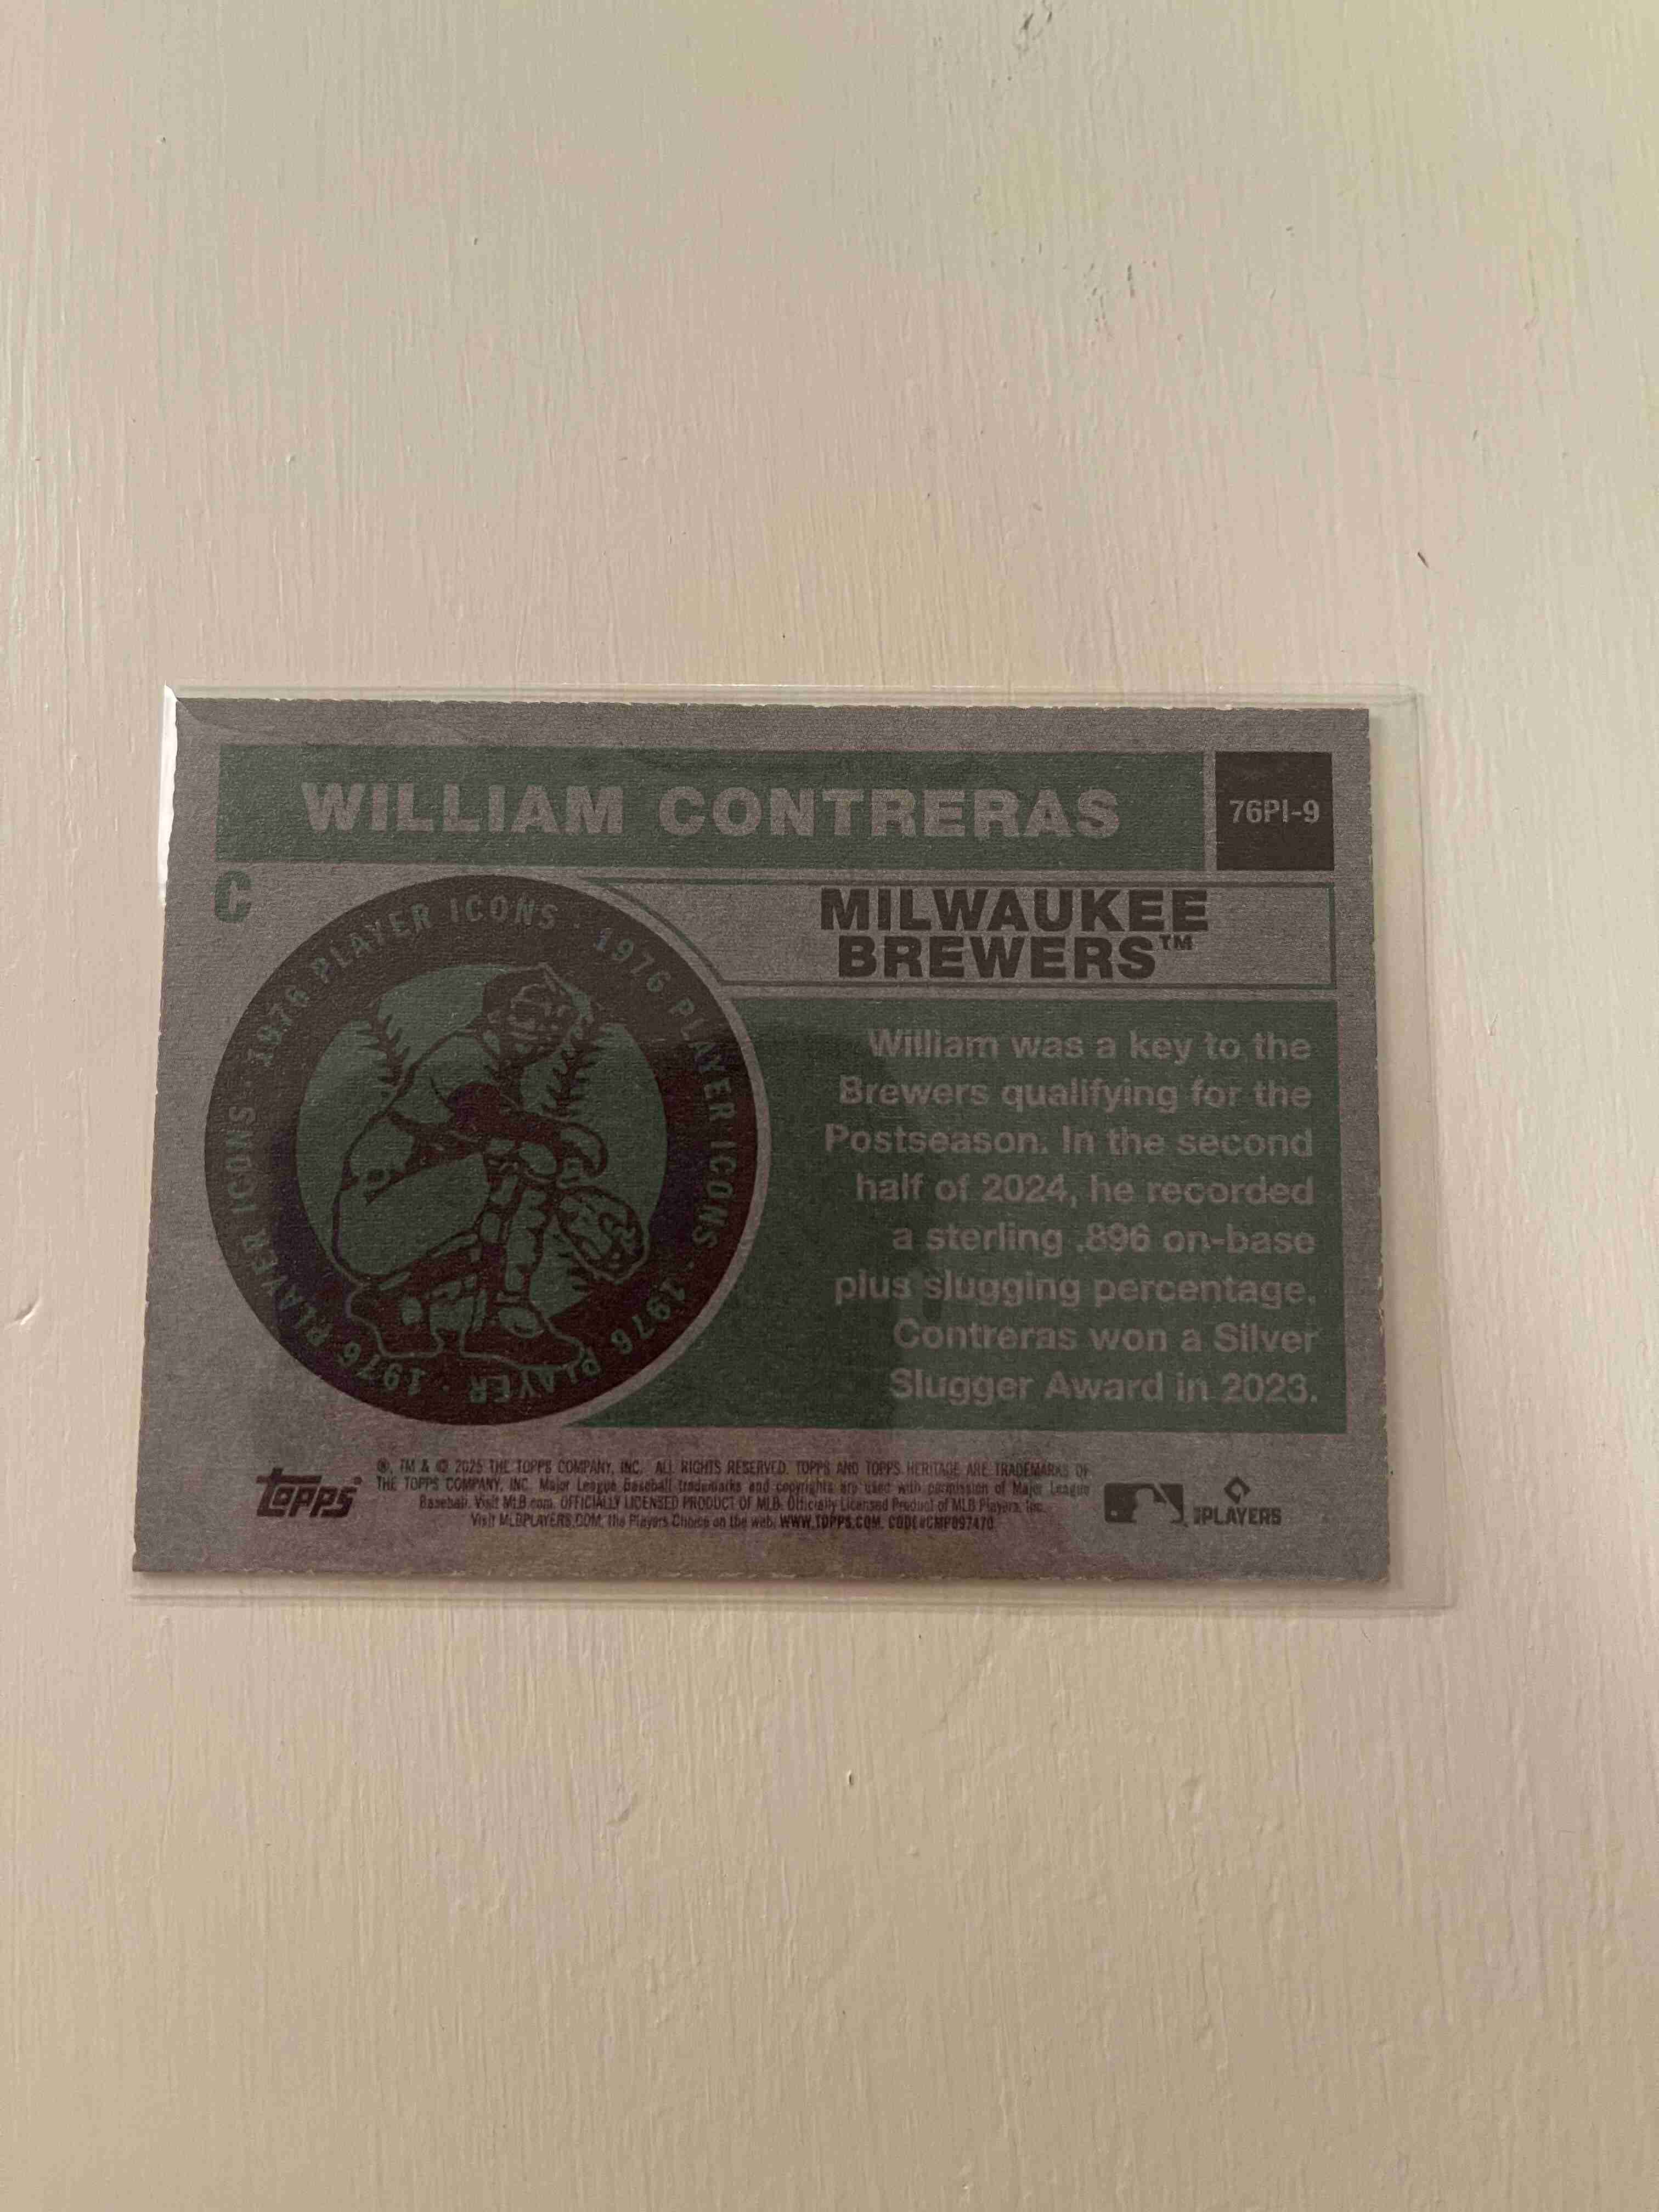 WILLIAM CONTRERAS
76PI-9
C
MILWAUKEE
BREWERS™
1976 PLAYER ICONS · 1976 PLAYER ICONS · 1976 PLAYER · 1976 PLAYER ICONS ·
William was a key to the
Brewers qualifying for the
Postseason. In the second
half of 2024, he recorded
a sterling .896 on-base
plus slugging percentage.
Contreras won a Silver
Slugger Award in 2023.
topps®
®, TM & © 2025 THE TOPPS COMPANY, INC. ALL RIGHTS RESERVED. TOPPS AND TOPPS HERITAGE ARE TRADEMARKS OF
THE TOPPS COMPANY, INC. Major League Baseball trademarks and copyrights are used with permission of Major League
Baseball. Visit MLB.com. OFFICIALLY LICENSED PRODUCT OF MLB. Officially Licensed Product of MLB Players, Inc.
Visit MLBPLAYERS.COM, the Players Choice on the web. WWW.TOPPS.COM. CODE#CMP097470
PLAYERS